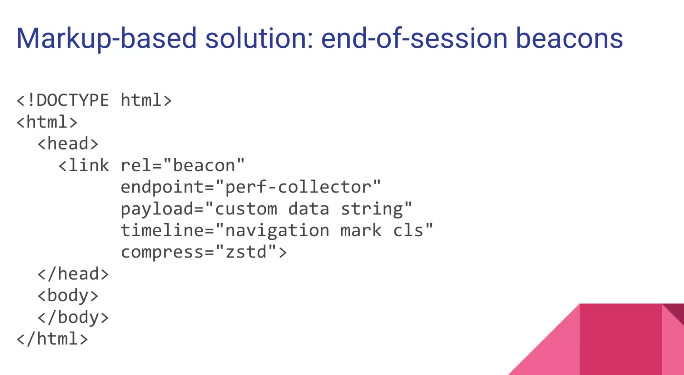 Markup-based solution: end-of-session beacons
<!DOCTYPE html>
<html>
  <head>
    <link rel="beacon"
          endpoint="perf-collector"
          payload="custom data string"
          timeline="navigation mark cls"
          compress="zstd">
  </head>
  <body>
  </body>
</html>